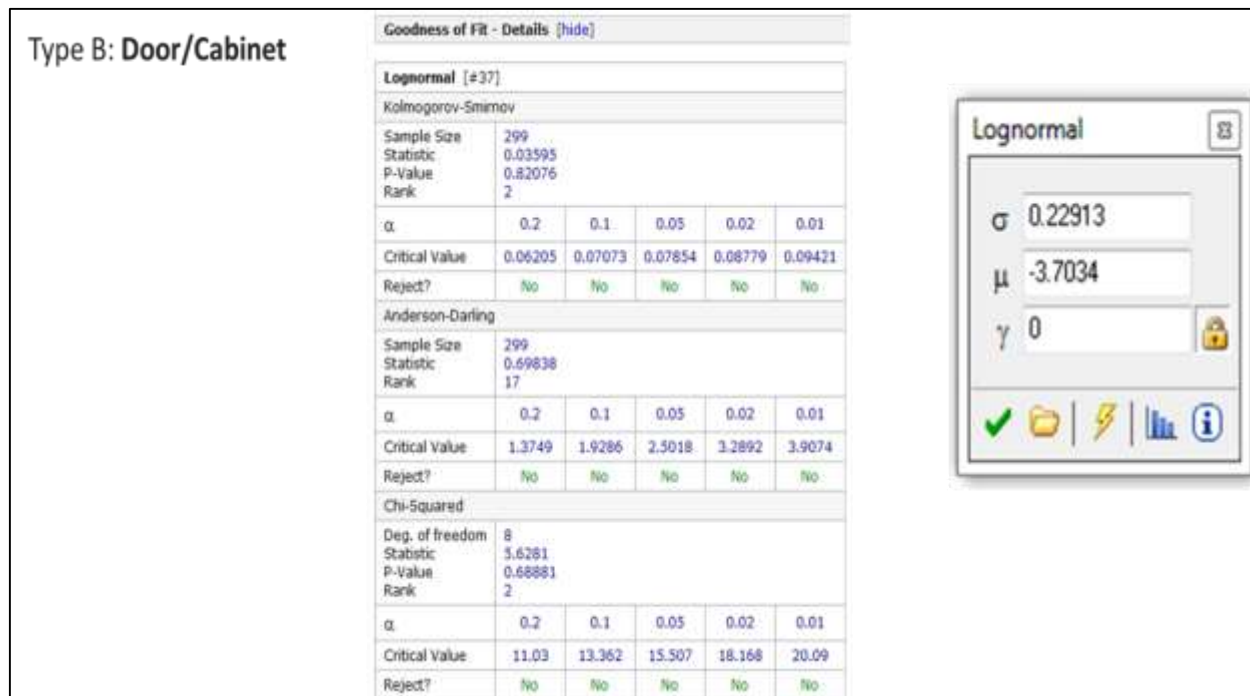 Type B: Door/Cabinet
Goodness of Fit - Details [hide]
Lognormal [#37]
Kolmogorov-Smirnov
Sample Size 299
Statistic 0.03595
P-Value 0.82076
Rank 2
α 0.2 0.1 0.05 0.02 0.01
Critical Value 0.06205 0.07073 0.07854 0.08779 0.09421
Reject? No No No No No
Anderson-Darling
Sample Size 299
Statistic 0.69838
Rank 17
α 0.2 0.1 0.05 0.02 0.01
Critical Value 1.3749 1.9286 2.5018 3.2892 3.9074
Reject? No No No No No
Chi-Squared
Deg. of freedom 8
Statistic 5.6281
P-Value 0.68881
Rank 2
α 0.2 0.1 0.05 0.02 0.01
Critical Value 11.03 13.362 15.507 18.168 20.09
Reject? No No No No No
Lognormal
σ 0.22913
μ -3.7034
γ 0